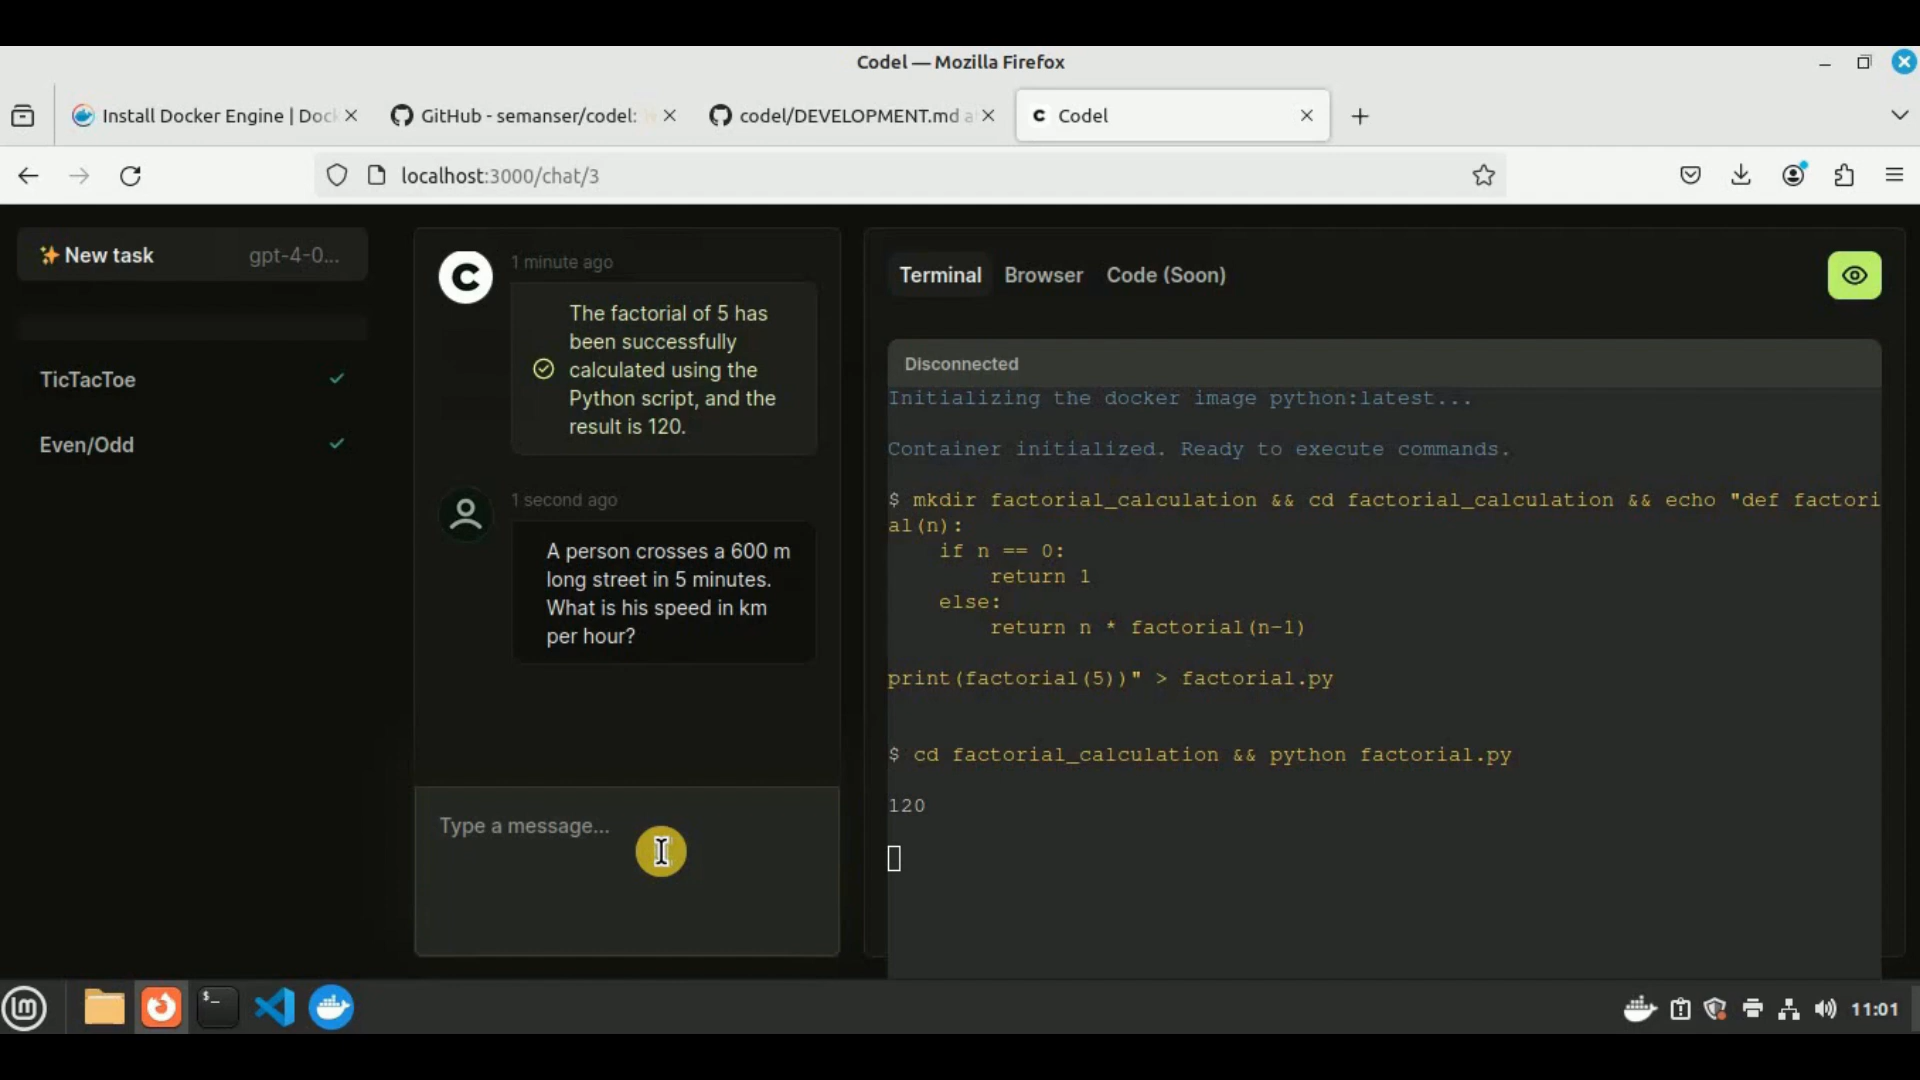 Codel — Mozilla Firefox
Install Docker Engine | Doc
GitHub - semanser/codel:
codel/DEVELOPMENT.md a
C Codel
localhost:3000/chat/3
✨ New task gpt-4-0...
TicTacToe
Even/Odd
C
1 minute ago
The factorial of 5 has
been successfully
calculated using the
Python script, and the
result is 120.
1 second ago
A person crosses a 600 m
long street in 5 minutes.
What is his speed in km
per hour?
Type a message...
Terminal Browser Code (Soon)
Disconnected
Initializing the docker image python:latest...
Container initialized. Ready to execute commands.
$ mkdir factorial_calculation && cd factorial_calculation && echo "def factori
al(n):
if n == 0:
return 1
else:
return n * factorial(n-1)
print(factorial(5))" > factorial.py
$ cd factorial_calculation && python factorial.py
120
11:01